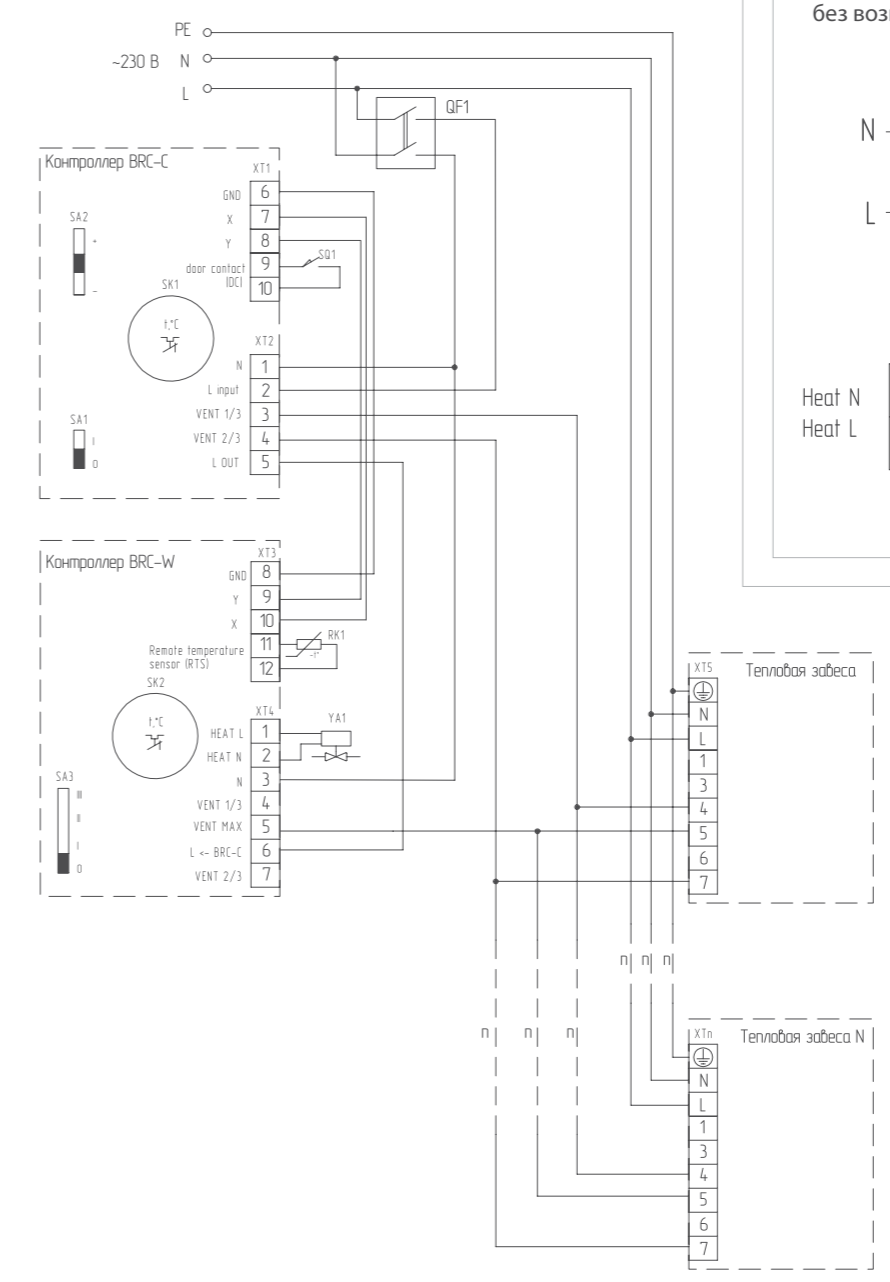 без воз
PE
~230 В N
L
QF1
N
L
Heat N
Heat L
Контроллер BRC-C
XT1
GND 6
X 7
Y 8
door contact 9
(DC) 10
SQ1
SA2
+
-
SK1
t,°C
XT2
N 1
L input 2
VENT 1/3 3
VENT 2/3 4
L OUT 5
SA1
I
0
Контроллер BRC-W
XT3
GND 8
Y 9
X 10
Remote temperature 11
sensor (RTS) 12
RK1
-t°
SK2
t,°C
XT4
HEAT L 1
HEAT N 2
N 3
VENT 1/3 4
VENT MAX 5
L <- BRC-C 6
VENT 2/3 7
YA1
SA3
III
II
I
0
XT5 Тепловая завеса
N
L
1
3
4
5
6
7
n n n
n n n
XTn Тепловая завеса N
N
L
1
3
4
5
6
7